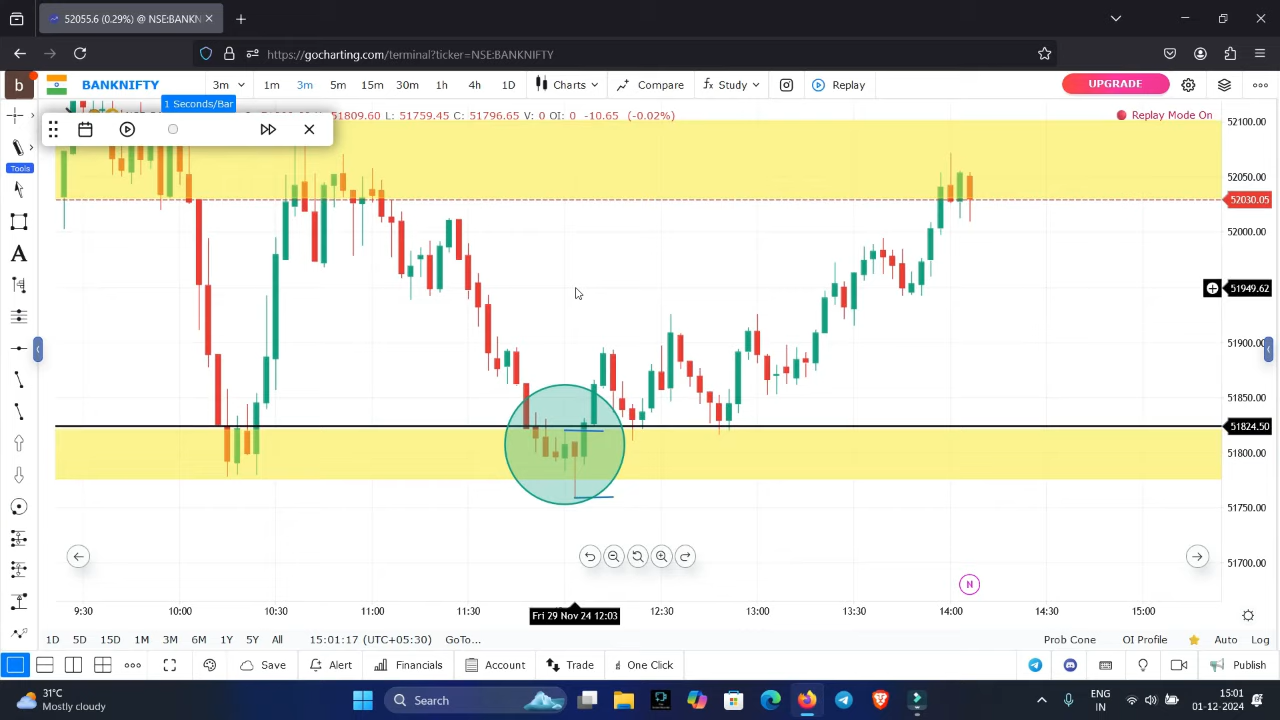 52055.6 (0.29%) @ NSE:BANKN
https://gocharting.com/terminal?ticker=NSE:BANKNIFTY
b BANKNIFTY 3m 1m 3m 5m 15m 30m 1h 4h 1D Charts Compare fx Study Replay UPGRADE
1 Seconds/Bar
51809.60 L: 51759.45 C: 51796.65 V: 0 OI: 0 -10.65 (-0.02%) Replay Mode On
Tools
A
52100.00
52050.00
52030.05
52000.00
51949.62
51900.00
51850.00
51824.50
51800.00
51750.00
51700.00
N
9:30 10:00 10:30 11:00 11:30 12:30 13:00 13:30 14:00 14:30 15:00
Fri 29 Nov 24 12:03
1D 5D 15D 1M 3M 6M 1Y 5Y All 15:01:17 (UTC+05:30) GoTo... Prob Cone OI Profile Auto Log
Save Alert Financials Account Trade One Click Publish
31°C
Mostly cloudy
Search
ENG
IN
15:01
01-12-2024